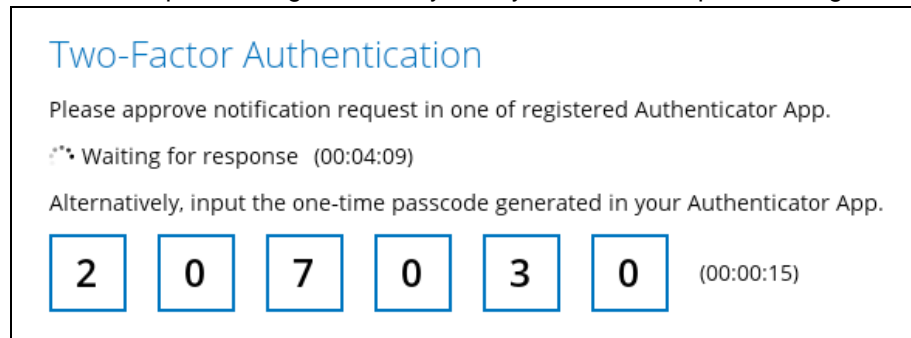 Two-Factor Authentication
Please approve notification request in one of registered Authenticator App.
Waiting for response (00:04:09)
Alternatively, input the one-time passcode generated in your Authenticator App.
2 0 7 0 3 0 (00:00:15)